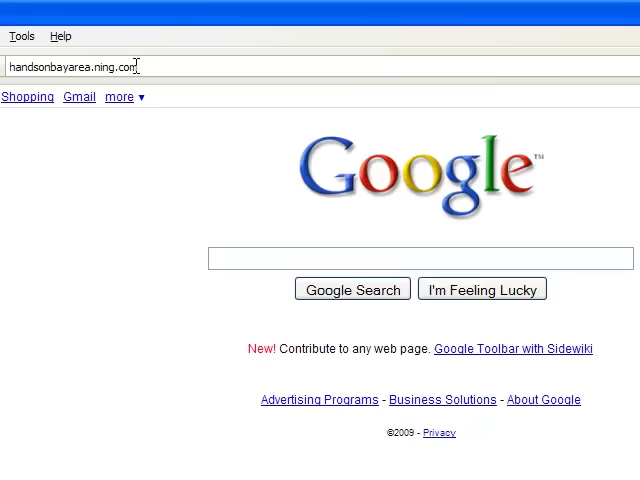 Tools Help
handsonbayarea.ning.com
Shopping Gmail more ▼
Google™
Google Search I'm Feeling Lucky
New! Contribute to any web page. Google Toolbar with Sidewiki
Advertising Programs - Business Solutions - About Google
©2009 - Privacy